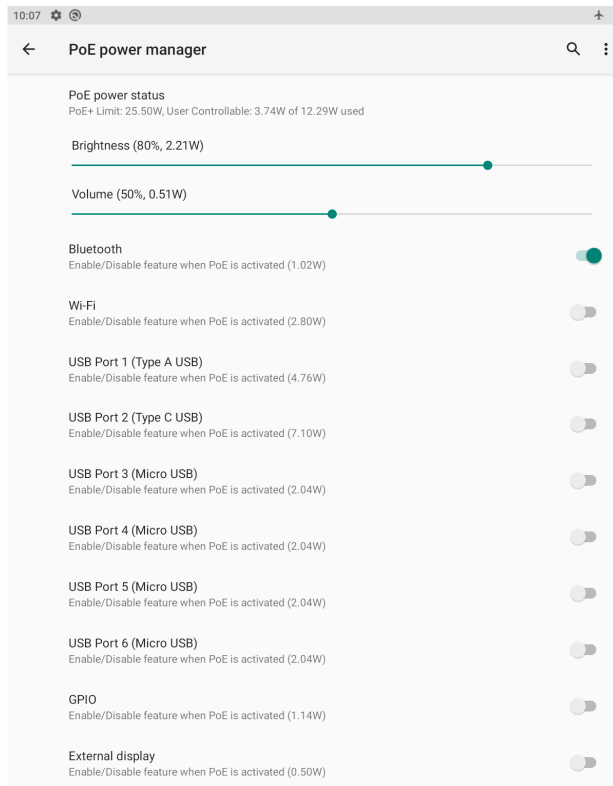 10:07
PoE power manager
PoE power status
PoE+ Limit: 25.50W, User Controllable: 3.74W of 12.29W used
Brightness (80%, 2.21W)
Volume (50%, 0.51W)
Bluetooth
Enable/Disable feature when PoE is activated (1.02W)
Wi-Fi
Enable/Disable feature when PoE is activated (2.80W)
USB Port 1 (Type A USB)
Enable/Disable feature when PoE is activated (4.76W)
USB Port 2 (Type C USB)
Enable/Disable feature when PoE is activated (7.10W)
USB Port 3 (Micro USB)
Enable/Disable feature when PoE is activated (2.04W)
USB Port 4 (Micro USB)
Enable/Disable feature when PoE is activated (2.04W)
USB Port 5 (Micro USB)
Enable/Disable feature when PoE is activated (2.04W)
USB Port 6 (Micro USB)
Enable/Disable feature when PoE is activated (2.04W)
GPIO
Enable/Disable feature when PoE is activated (1.14W)
External display
Enable/Disable feature when PoE is activated (0.50W)